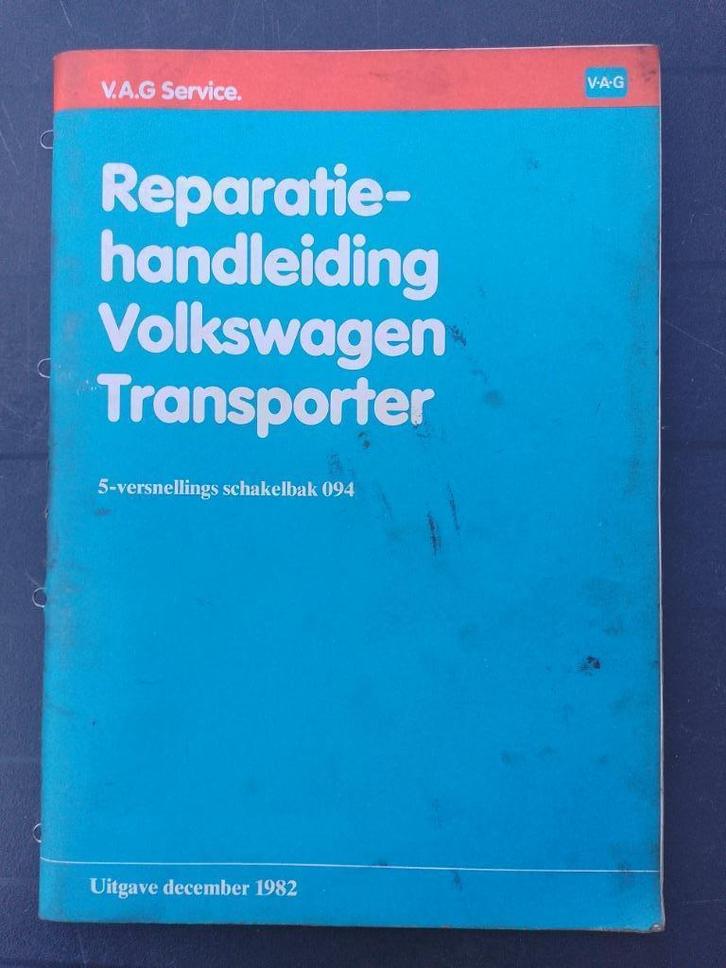 V.A.G Service.
V·A·G
Reparatie-
handleiding
Volkswagen
Transporter
5-versnellings schakelbak 094
Uitgave december 1982